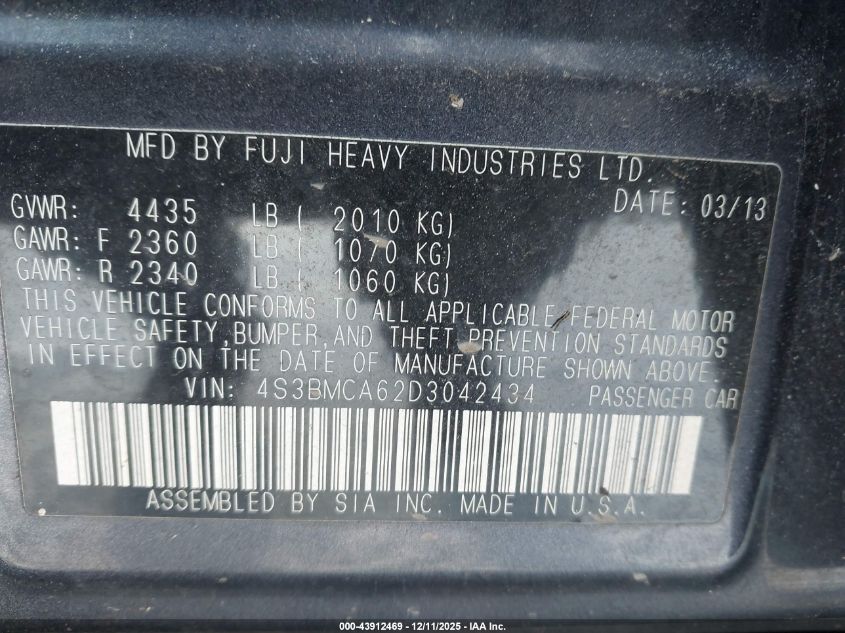 MFD BY FUJI HEAVY INDUSTRIES LTD.
DATE: 03/13
GVWR: 4435 LB ( 2010 KG)
GAWR: F 2360 LB ( 1070 KG)
GAWR: R 2340 LB ( 1060 KG)
THIS VEHICLE CONFORMS TO ALL APPLICABLE FEDERAL MOTOR
VEHICLE SAFETY,BUMPER,AND THEFT PREVENTION STANDARDS
IN EFFECT ON THE DATE OF MANUFACTURE SHOWN ABOVE.
VIN: 4S3BMCA62D3042434 PASSENGER CAR
ASSEMBLED BY SIA INC. MADE IN U.S.A.
000-43912469 - 12/11/2025 - IAA Inc.